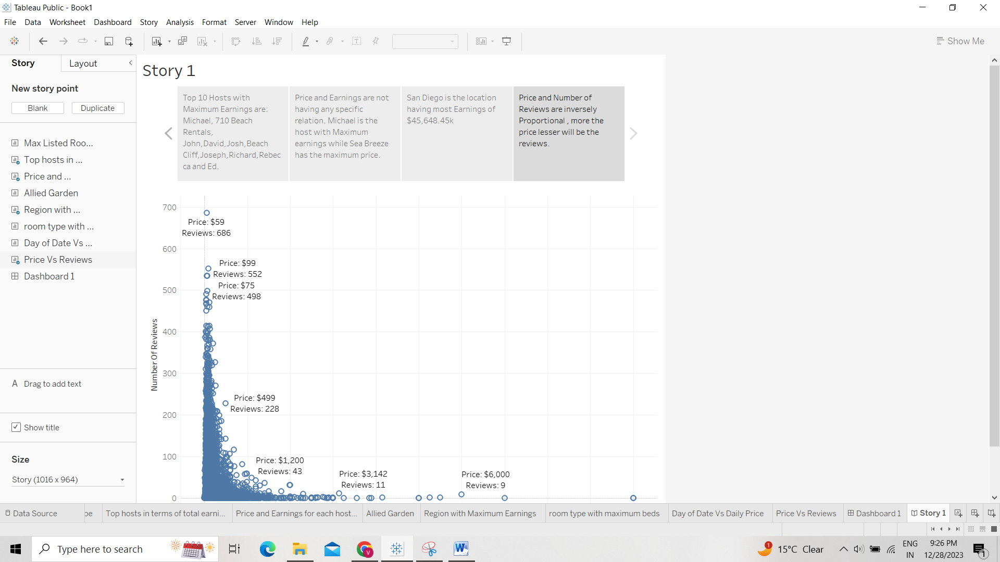 Tableau Public - Book1
File Data Worksheet Dashboard Story Analysis Format Server Window Help
Show Me
Story Layout
New story point
Blank Duplicate
Max Listed Roo...
Top hosts in ...
Price and ...
Allied Garden
Region with ...
room type with ...
Day of Date Vs ...
Price Vs Reviews
Dashboard 1
A Drag to add text
Show title
Size
Story (1016 x 964)
Story 1
Top 10 Hosts with
Maximum Earnings are:
Michael, 710 Beach
Rentals,
John,David,Josh,Beach
Cliff,Joseph,Richard,Rebec
ca and Ed.
Price and Earnings are not
having any specific
relation. Michael is the
host with Maximum
earnings while Sea Breeze
has the maximum price.
San Diego is the location
having most Earnings of
$45,648.45k
Price and Number of
Reviews are inversely
Proportional , more the
price lesser will be the
reviews.
Number Of Reviews
700
600
500
400
300
200
100
0
Price: $59
Reviews: 686
Price: $99
Reviews: 552
Price: $75
Reviews: 498
Price: $499
Reviews: 228
Price: $1,200
Reviews: 43
Price: $3,142
Reviews: 11
Price: $6,000
Reviews: 9
Data Source pe Top hosts in terms of total earni... Price and Earnings for each host... Allied Garden Region with Maximum Earnings room type with maximum beds Day of Date Vs Daily Price Price Vs Reviews Dashboard 1 Story 1
Type here to search
V
W
1
15°C Clear
ENG
IN
9:26 PM
12/28/2023
1